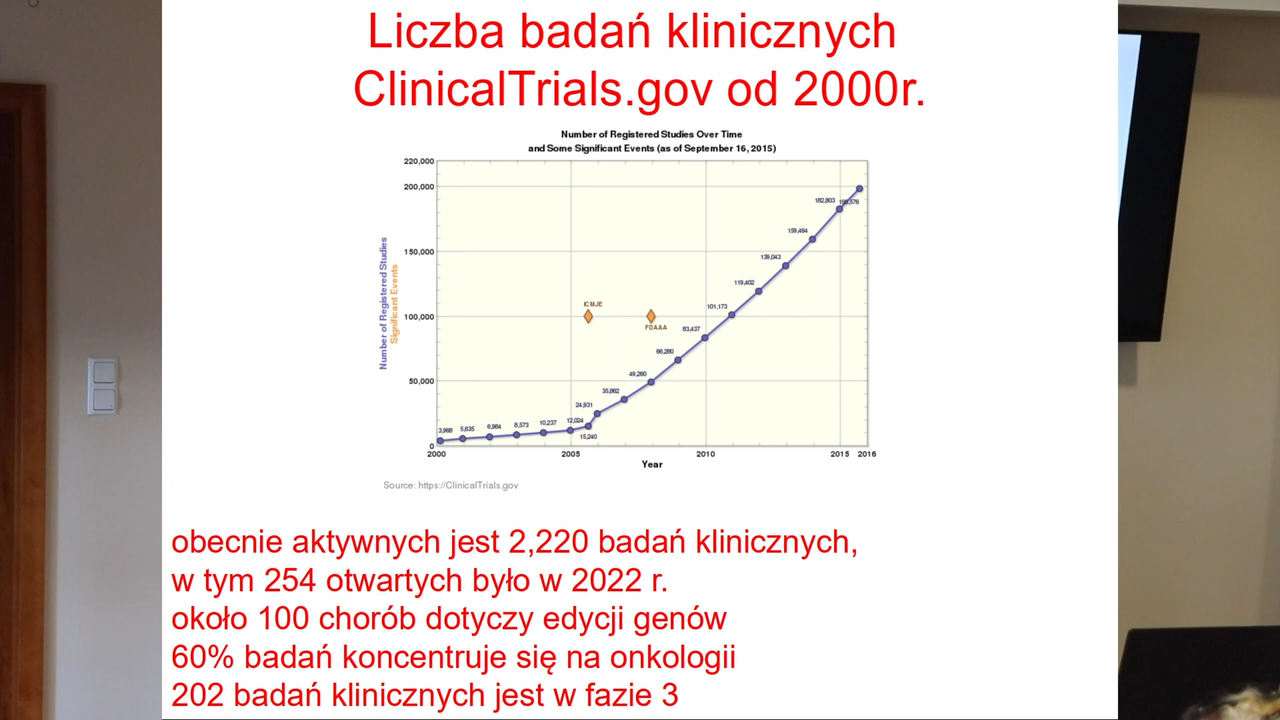 Liczba badań klinicznych
ClinicalTrials.gov od 2000r.
Number of Registered Studies Over Time
and Some Significant Events (as of September 16, 2015)
Number of Registered Studies
Significant Events
220,000
200,000
150,000
100,000
50,000
0
3,968
5,635
6,984
8,573
10,237
12,024
15,240
24,931
35,862
49,260
66,280
83,437
101,173
119,402
139,043
159,484
182,803
ICMJE
FDAAA
2000
2005
2010
2015
2016
Year
Source: https://ClinicalTrials.gov
obecnie aktywnych jest 2,220 badań klinicznych,
w tym 254 otwartych było w 2022 r.
około 100 chorób dotyczy edycji genów
60% badań koncentruje się na onkologii
202 badań klinicznych jest w fazie 3